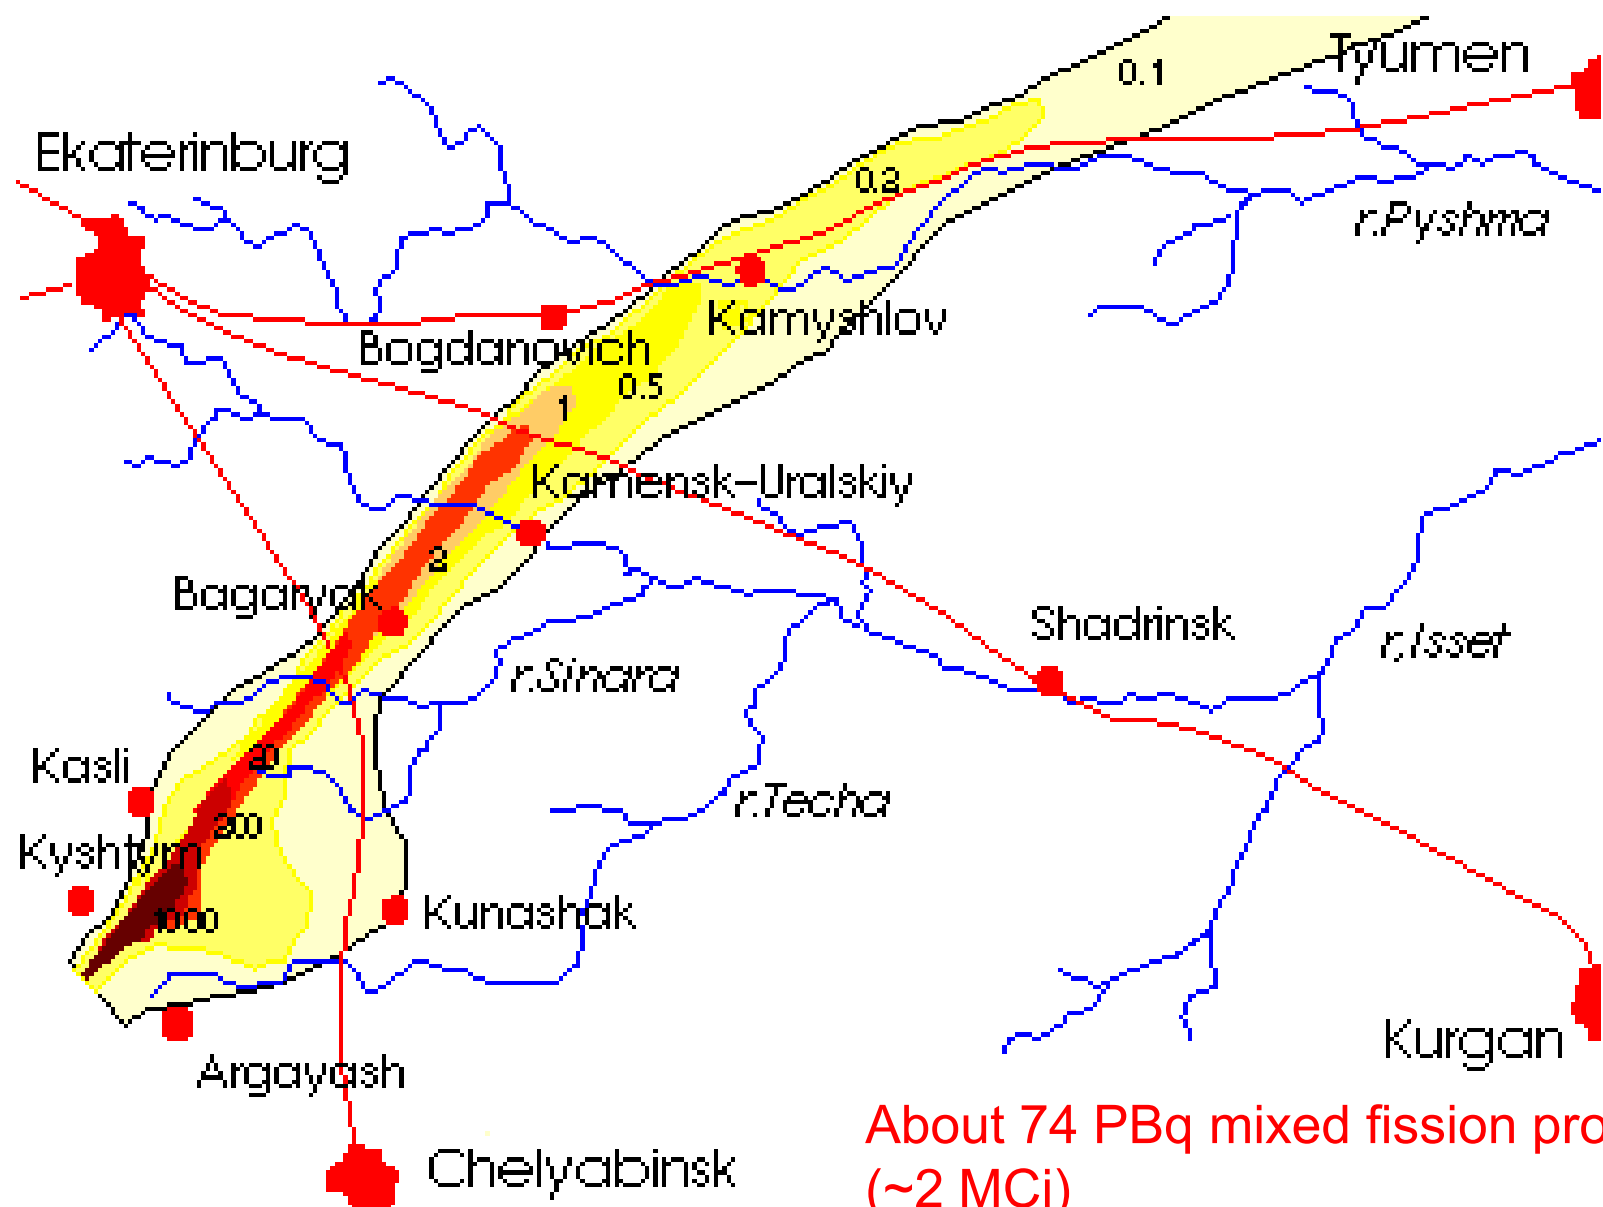 Tyumen
0.1
Ekaterinburg
0.2
r.Pyshma
Kamyshlov
Bogdanovich
0.5
1
Kamensk-Uralskiy
2
Bagaryak
Shadrinsk
r,Isset
r.Sinara
Kasli
20
r.Techa
200
Kyshtym
1000
Kunashak
Kurgan
Argayash
About 74 PBq mixed fission pro
Chelyabinsk
(~2 MCi)